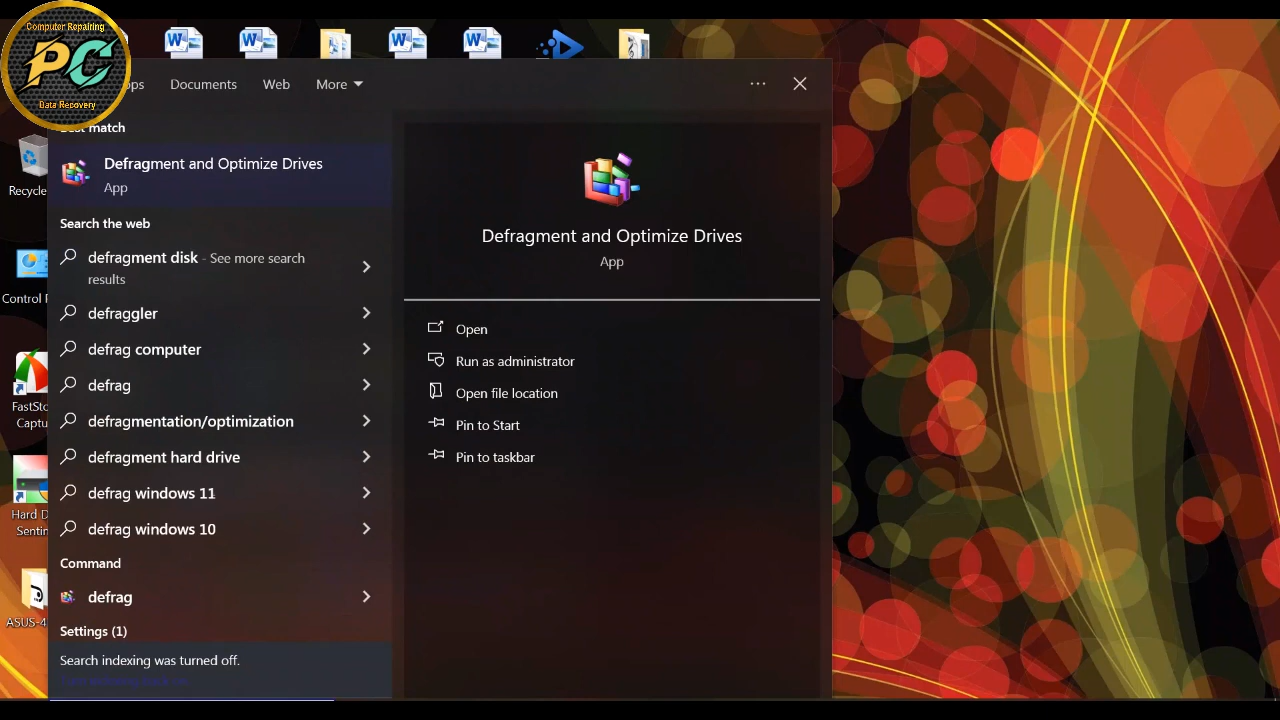 Computer Repairing
PC
Data Recovery
Documents
Web
More
Recycle
Best match
Defragment and Optimize Drives
App
Search the web
defragment disk - See more search
results
defraggler
defrag computer
defrag
defragmentation/optimization
defragment hard drive
defrag windows 11
defrag windows 10
Command
defrag
Settings (1)
Search indexing was turned off.
Defragment and Optimize Drives
App
Open
Run as administrator
Open file location
Pin to Start
Pin to taskbar
Control
FastSto
Captu
Hard D
Sentin
ASUS-4